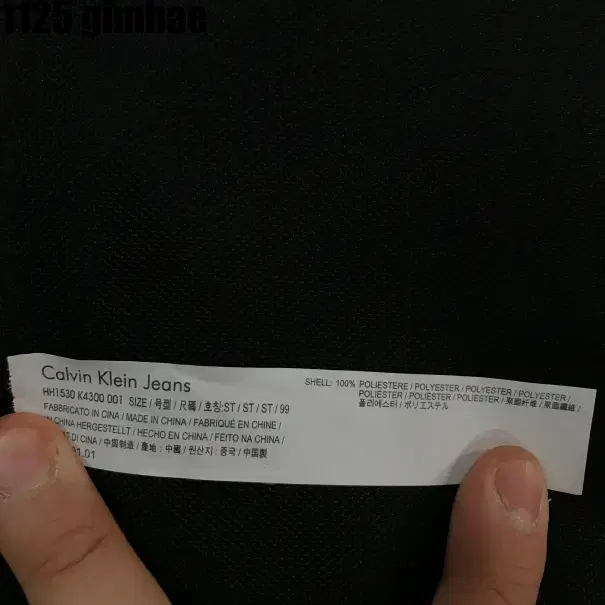 1125 gimhae
Calvin Klein Jeans
HH1530 K4300 001 SIZE / 号型 / 尺碼 / 호칭:ST / ST / ST / 99
FABBRICATO IN CINA / MADE IN CHINA / FABRIQUÉ EN CHINE /
CHINA HERGESTELLT / HECHO EN CHINA / FEITO NA CHINA /
DI CINA / 中国制造 / 產地 : 中國 / 원산지 : 중국 / 中国製
01.01
SHELL: 100% POLIESTERE / POLYESTER / POLYESTER / POLYESTER /
POLIÉSTER / POLIÉSTER / POLIESTER / 聚酯纤维 / 聚酯纖維 /
폴리에스터 / ポリエステル